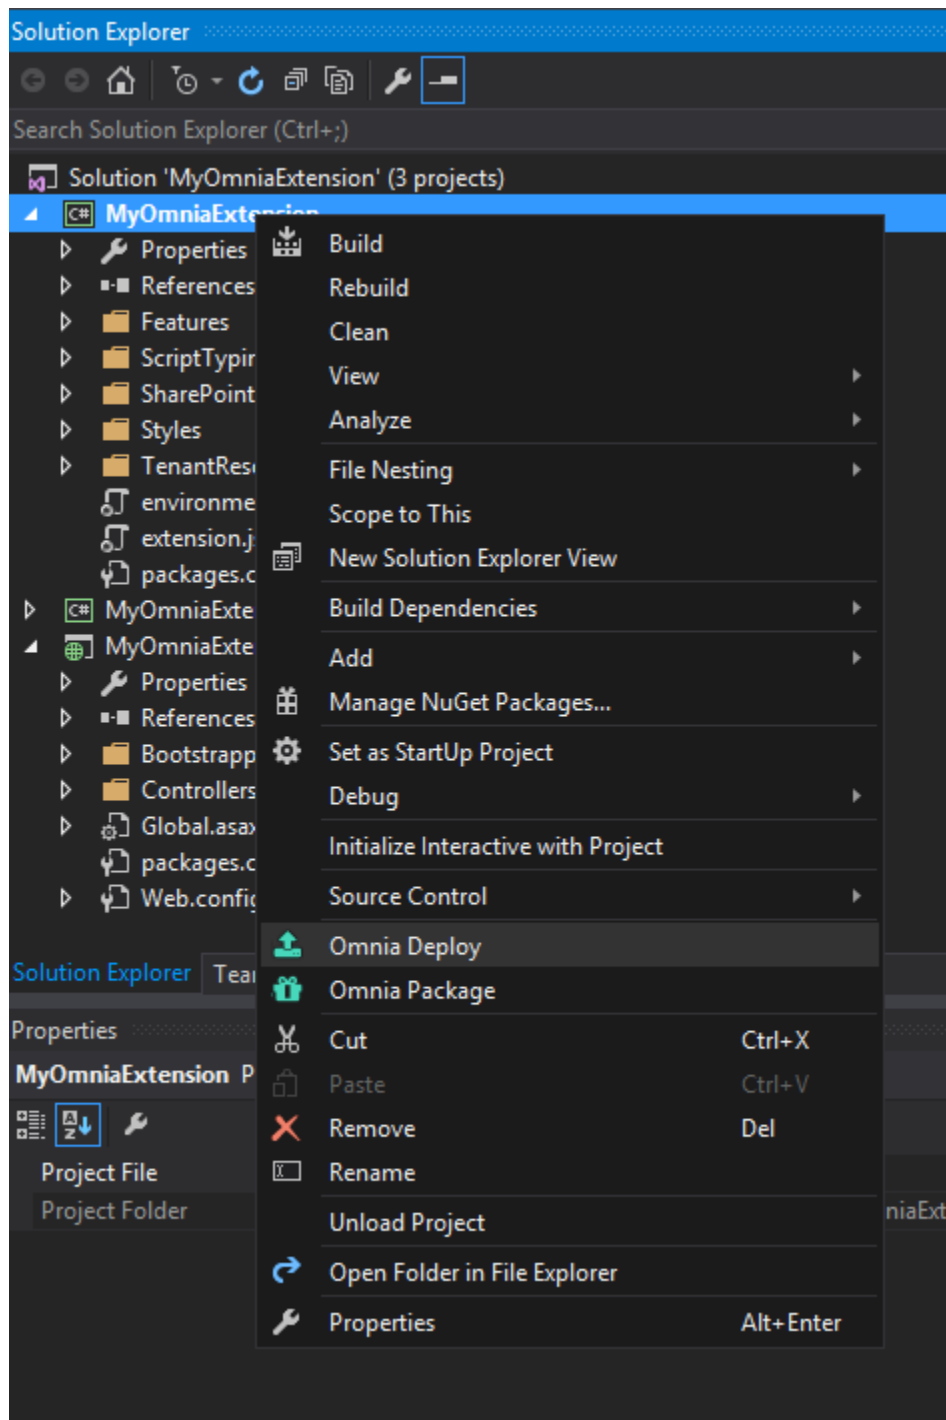 Solution Explorer
Search Solution Explorer (Ctrl+;)
Solution 'MyOmniaExtension' (3 projects)
C# MyOmniaExtension
Properties
References
Features
ScriptTypin
SharePoint
Styles
TenantRes
environme
extension.j
packages.c
C# MyOmniaExte
MyOmniaExte
Properties
References
Bootstrapp
Controllers
Global.asax
packages.c
Web.config
Build
Rebuild
Clean
View
Analyze
File Nesting
Scope to This
New Solution Explorer View
Build Dependencies
Add
Manage NuGet Packages...
Set as StartUp Project
Debug
Initialize Interactive with Project
Source Control
Omnia Deploy
Omnia Package
Cut Ctrl+X
Paste Ctrl+V
Remove Del
Rename
Unload Project
Open Folder in File Explorer
Properties Alt+Enter
Solution Explorer Tea
Properties
MyOmniaExtension P
Project File
Project Folder niaExt